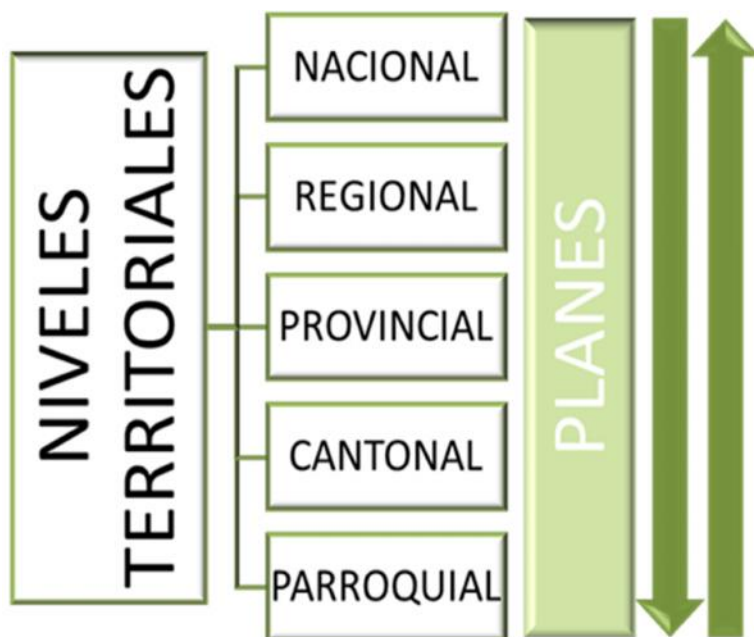 NIVELES
TERRITORIALES
NACIONAL
REGIONAL
PROVINCIAL
CANTONAL
PARROQUIAL
PLANES